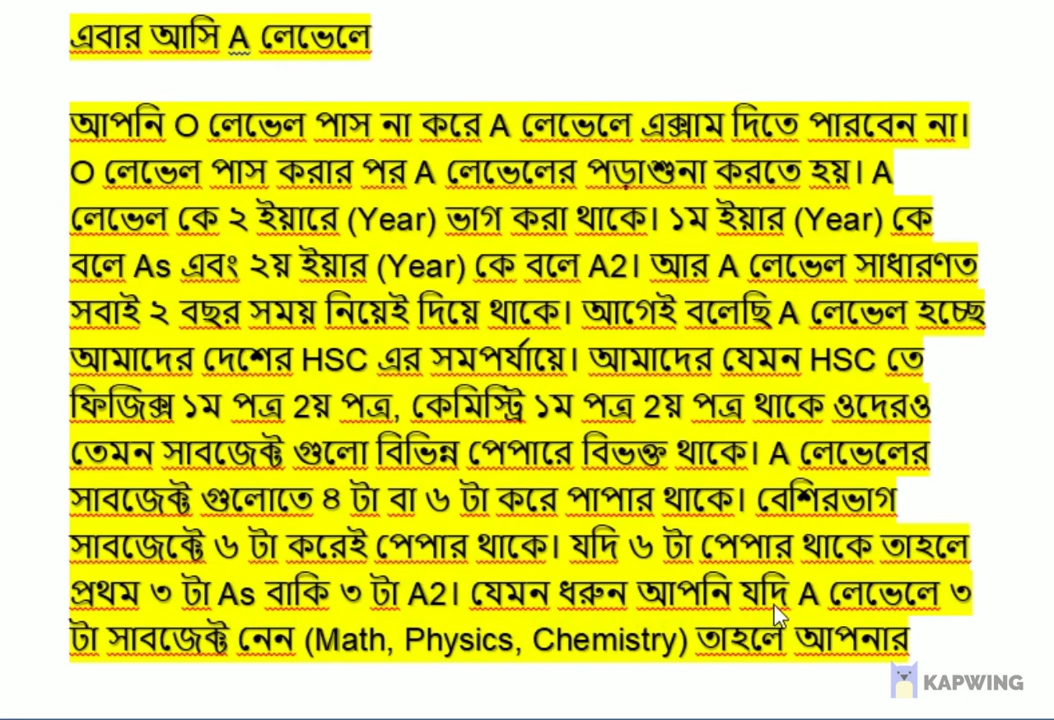 এবার আসি A লেভেলে
আপনি O লেভেল পাস না করে A লেভেলে এক্সাম দিতে পারবেন না।
O লেভেল পাস করার পর A লেভেলের পড়াশুনা করতে হয়। A
লেভেল কে ২ ইয়ারে (Year) ভাগ করা থাকে। ১ম ইয়ার (Year) কে
বলে As এবং ২য় ইয়ার (Year) কে বলে A2। আর A লেভেল সাধারণত
সবাই ২ বছর সময় নিয়েই দিয়ে থাকে। আগেই বলেছি A লেভেল হচ্ছে
আমাদের দেশের HSC এর সমপর্যায়ে। আমাদের যেমন HSC তে
ফিজিক্স ১ম পত্র 2য় পত্র, কেমিস্ট্রি ১ম পত্র 2য় পত্র থাকে ওদেরও
তেমন সাবজেক্ট গুলো বিভিন্ন পেপারে বিভক্ত থাকে। A লেভেলের
সাবজেক্ট গুলোতে ৪ টা বা ৬ টা করে পাপার থাকে। বেশিরভাগ
সাবজেক্টে ৬ টা করেই পেপার থাকে। যদি ৬ টা পেপার থাকে তাহলে
প্রথম ৩ টা As বাকি ৩ টা A2। যেমন ধরুন আপনি যদি A লেভেলে ৩
টা সাবজেক্ট নেন (Math, Physics, Chemistry) তাহলে আপনার
KAPWING